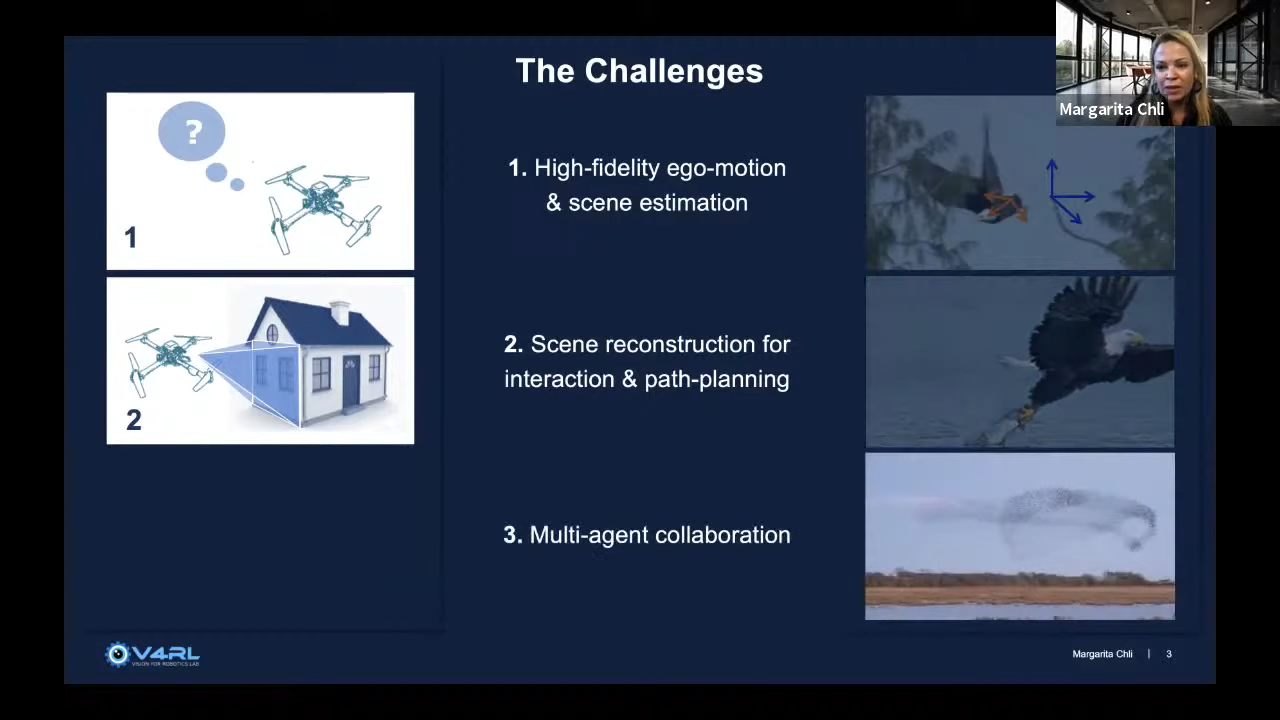 The Challenges
Margarita Chli
?
1
1. High-fidelity ego-motion
& scene estimation
2
2. Scene reconstruction for
interaction & path-planning
3. Multi-agent collaboration
V4RL
VISION FOR ROBOTICS LAB
Margarita Chli | 3